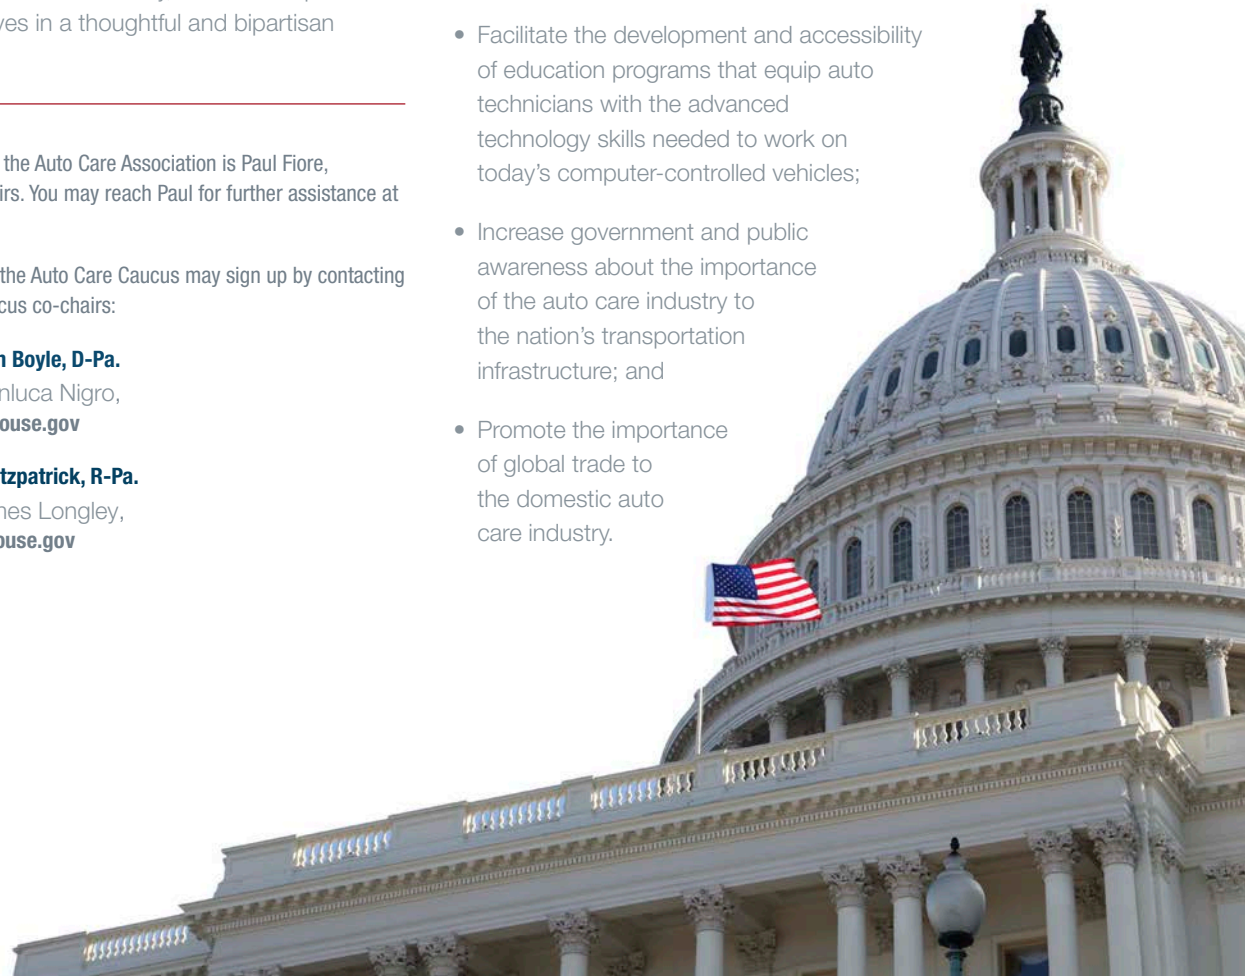 ves in a thoughtful and bipartisan
the Auto Care Association is Paul Fiore,
irs. You may reach Paul for further assistance at
the Auto Care Caucus may sign up by contacting
cus co-chairs:
n Boyle, D-Pa.
nluca Nigro,
ouse.gov
tzpatrick, R-Pa.
nes Longley,
ouse.gov
• Facilitate the development and accessibility
of education programs that equip auto
technicians with the advanced
technology skills needed to work on
today’s computer-controlled vehicles;
• Increase government and public
awareness about the importance
of the auto care industry to
the nation’s transportation
infrastructure; and
• Promote the importance
of global trade to
the domestic auto
care industry.